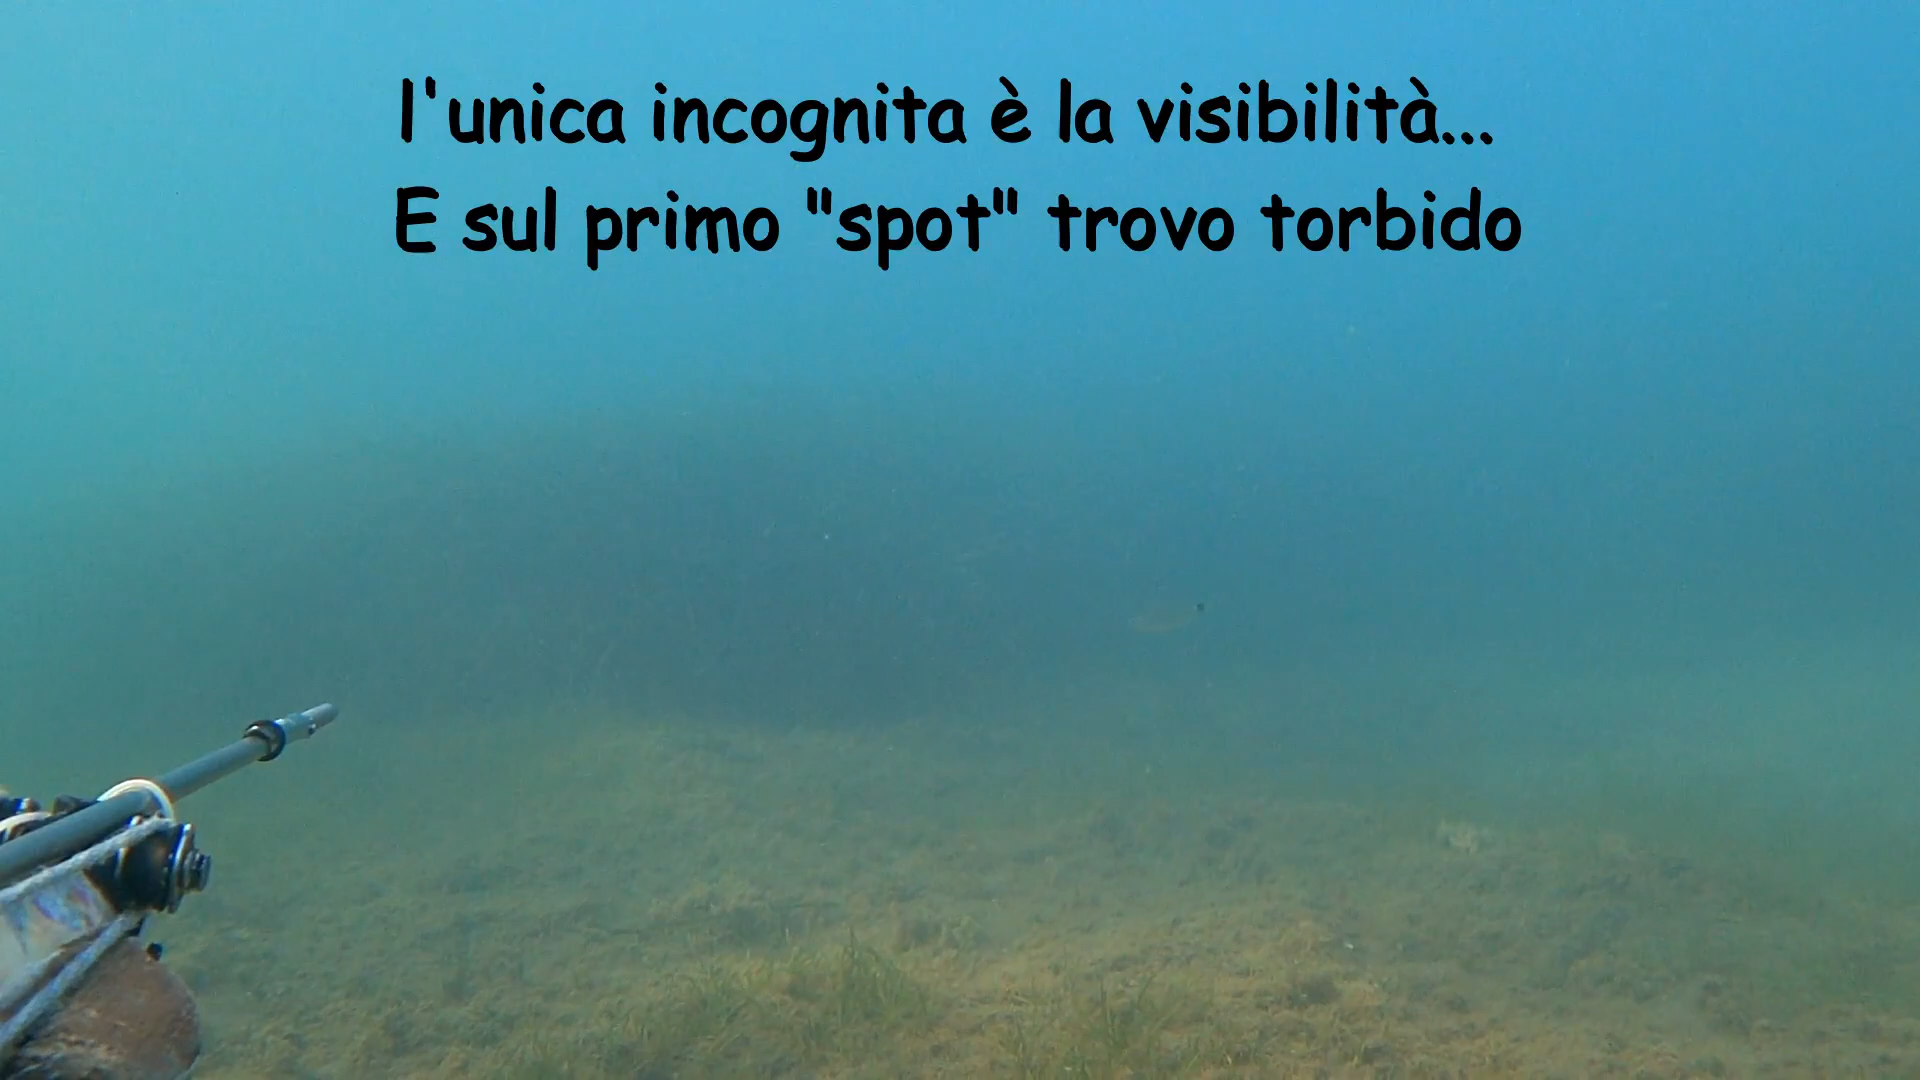 l'unica incognita è la visibilità...
E sul primo "spot" trovo torbido